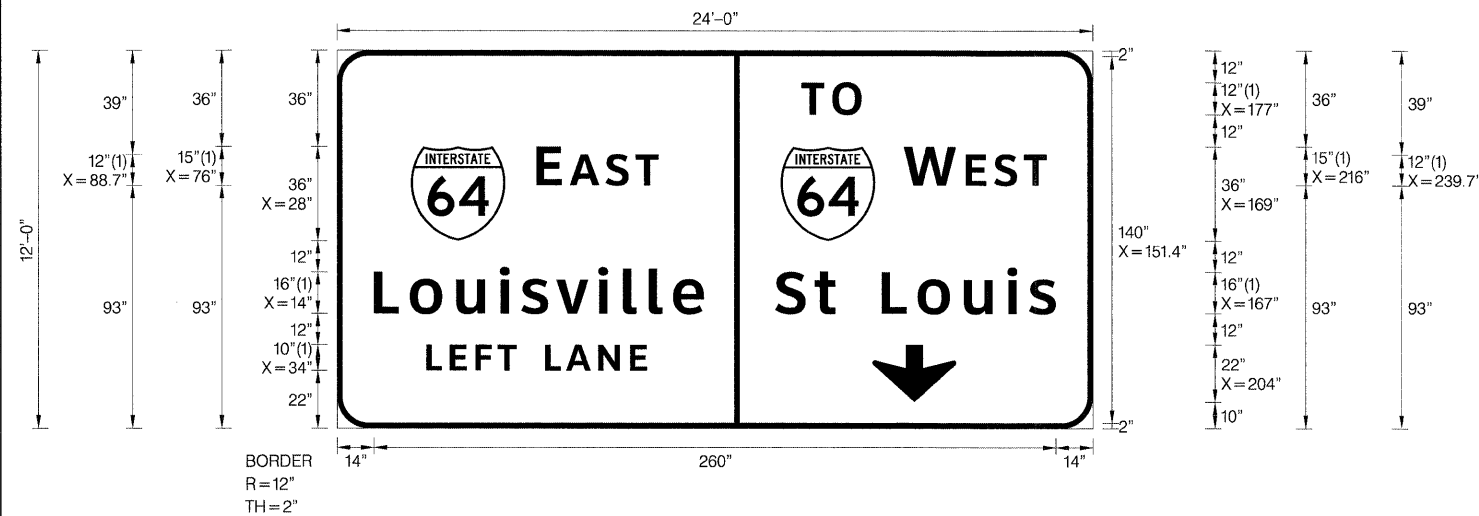 24'–0"
12'–0"
39"
12"(1)
X=88.7"
93"
36"
15"(1)
X=76"
93"
36"
36"
X=28"
12"
16"(1)
X=14"
12"
10"(1)
X=34"
22"
INTERSTATE
64
EAST
Louisville
LEFT LANE
TO
INTERSTATE
64
WEST
St Louis
2"
140"
X=151.4"
2"
12"
12"(1)
X=177"
12"
36"
X=169"
12"
16"(1)
X=167"
12"
22"
X=204"
10"
36"
15"(1)
X=216"
93"
39"
12"(1)
X=239.7'
93"
14"
260"
14"
BORDER
R=12"
TH=2"